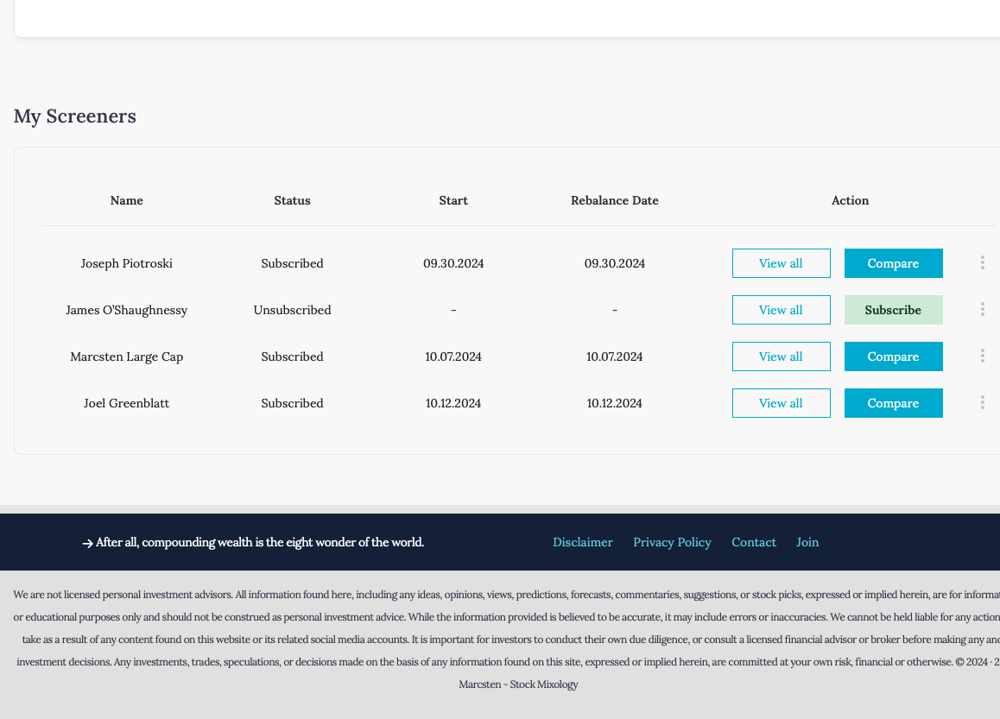 My Screeners
Name Status Start Rebalance Date Action
Joseph Piotroski Subscribed 09.30.2024 09.30.2024 View all Compare
James O'Shaughnessy Unsubscribed - - View all Subscribe
Marcsten Large Cap Subscribed 10.07.2024 10.07.2024 View all Compare
Joel Greenblatt Subscribed 10.12.2024 10.12.2024 View all Compare
→ After all, compounding wealth is the eight wonder of the world. Disclaimer Privacy Policy Contact Join
We are not licensed personal investment advisors. All information found here, including any ideas, opinions, views, predictions, forecasts, commentaries, suggestions, or stock picks, expressed or implied herein, are for
or educational purposes only and should not be construed as personal investment advice. While the information provided is believed to be accurate, it may include errors or inaccuracies. We cannot be held liable for any action
take as a result of any content found on this website or its related social media accounts. It is important for investors to conduct their own due diligence, or consult a licensed financial advisor or broker before making any
investment decisions. Any investments, trades, speculations, or decisions made on the basis of any information found on this site, expressed or implied herein, are committed at your own risk, financial or otherwise. © 2024 · 2
Marcsten - Stock Mixology